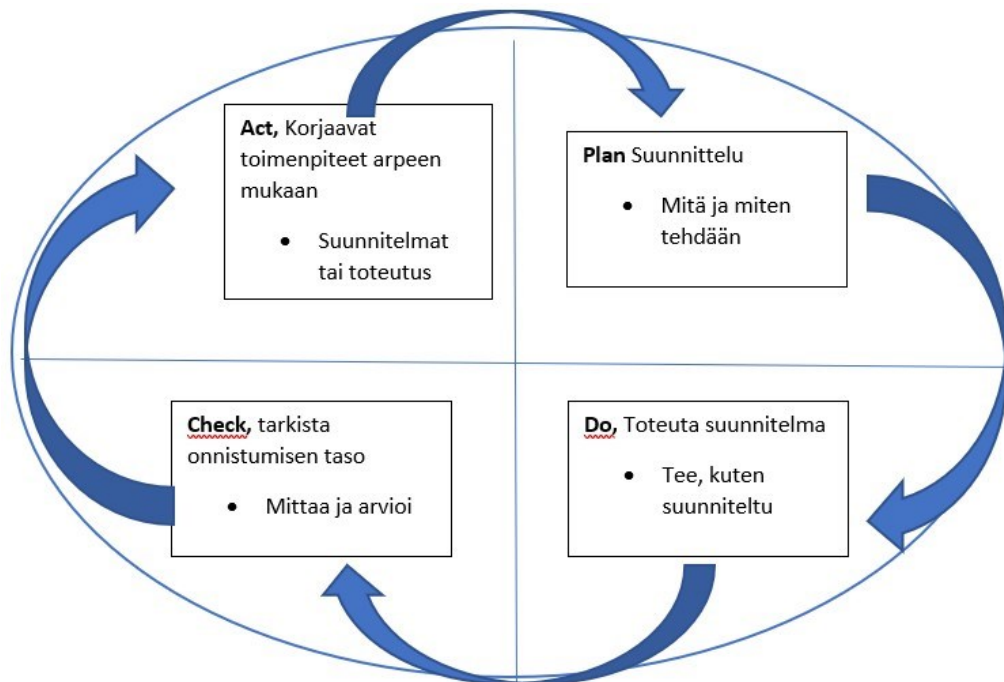 Act, Korjaavat
toimenpiteet arpeen
mukaan
• Suunnitelmat
tai toteutus
Plan Suunnittelu
• Mitä ja miten
tehdään
Check, tarkista
onnistumisen taso
• Mittaa ja arvioi
Do, Toteuta suunnitelma
• Tee, kuten
suunniteltu